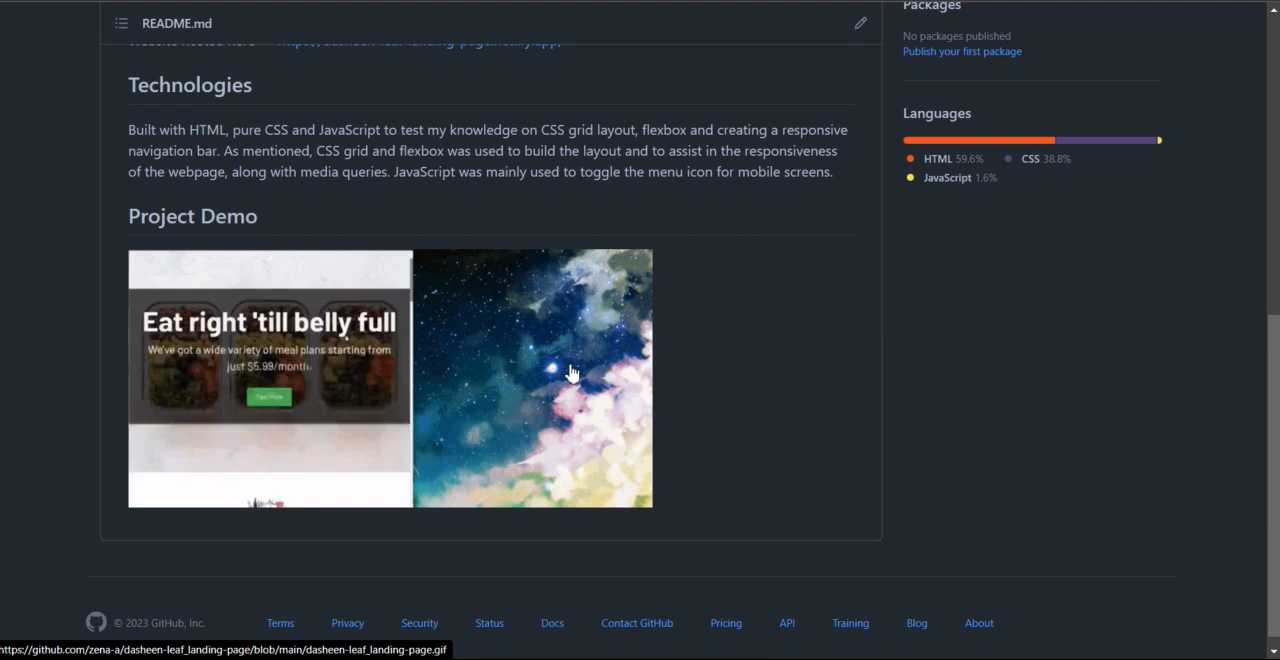 README.md
Technologies
Built with HTML, pure CSS and JavaScript to test my knowledge on CSS grid layout, flexbox and creating a responsive
navigation bar. As mentioned, CSS grid and flexbox was used to build the layout and to assist in the responsiveness
of the webpage, along with media queries. JavaScript was mainly used to toggle the menu icon for mobile screens.
Project Demo
Eat right 'till belly full
We've got a wide variety of meal plans starting from
just $5.99/month.
Packages
No packages published
Publish your first package
Languages
HTML 59.6% CSS 38.8%
JavaScript 1.6%
© 2023 GitHub, Inc. Terms Privacy Security Status Docs Contact GitHub Pricing API Training Blog About
https://github.com/zena-a/dasheen-leaf_landing-page/blob/main/dasheen-leaf_landing-page.gif